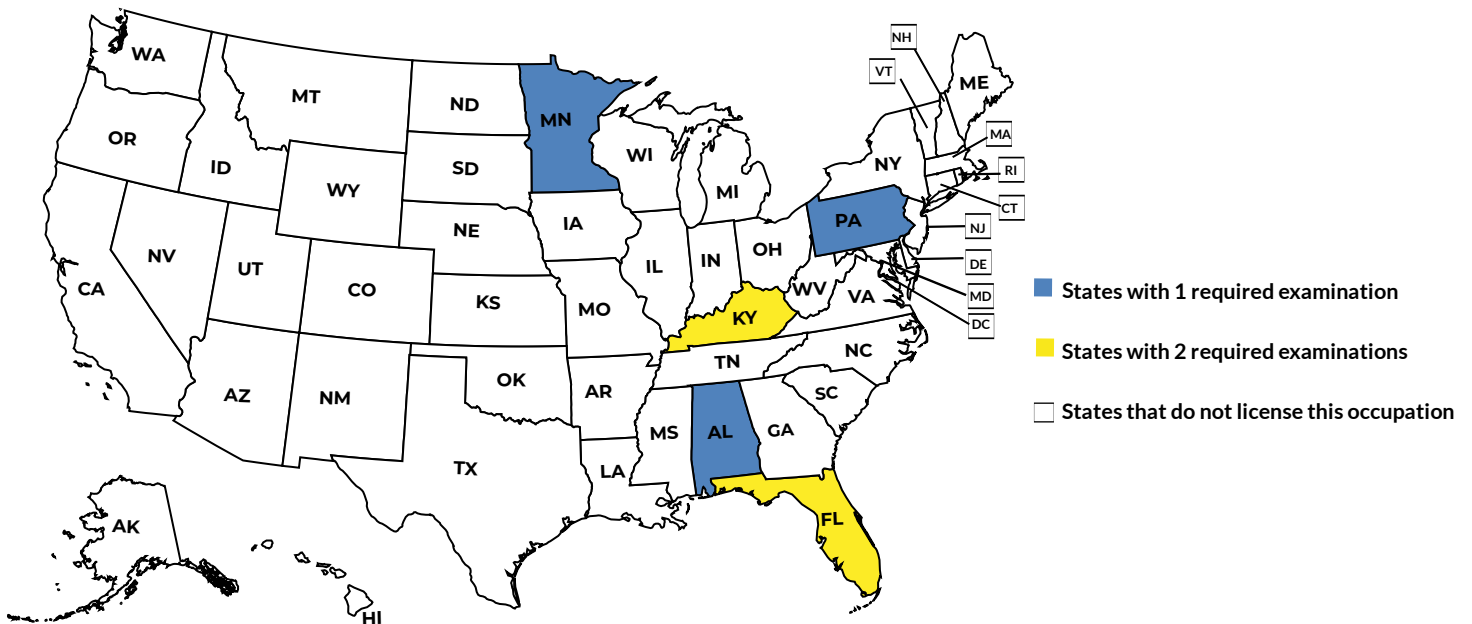 NH
WA
VT
ME
MT
ND
MN
OR
MA
WI
NY
ID
SD
RI
WY
MI
CT
PA
IA
NJ
NE
OH
NV
IN
DE
UT
IL
CA
CO
WV
MD
VA
States with 1 required examination
KS
MO
KY
DC
NC
States with 2 required examinations
TN
OK
AR
AZ
NM
SC
States that do not license this occupation
MS
AL
GA
TX
LA
FL
AK
HI